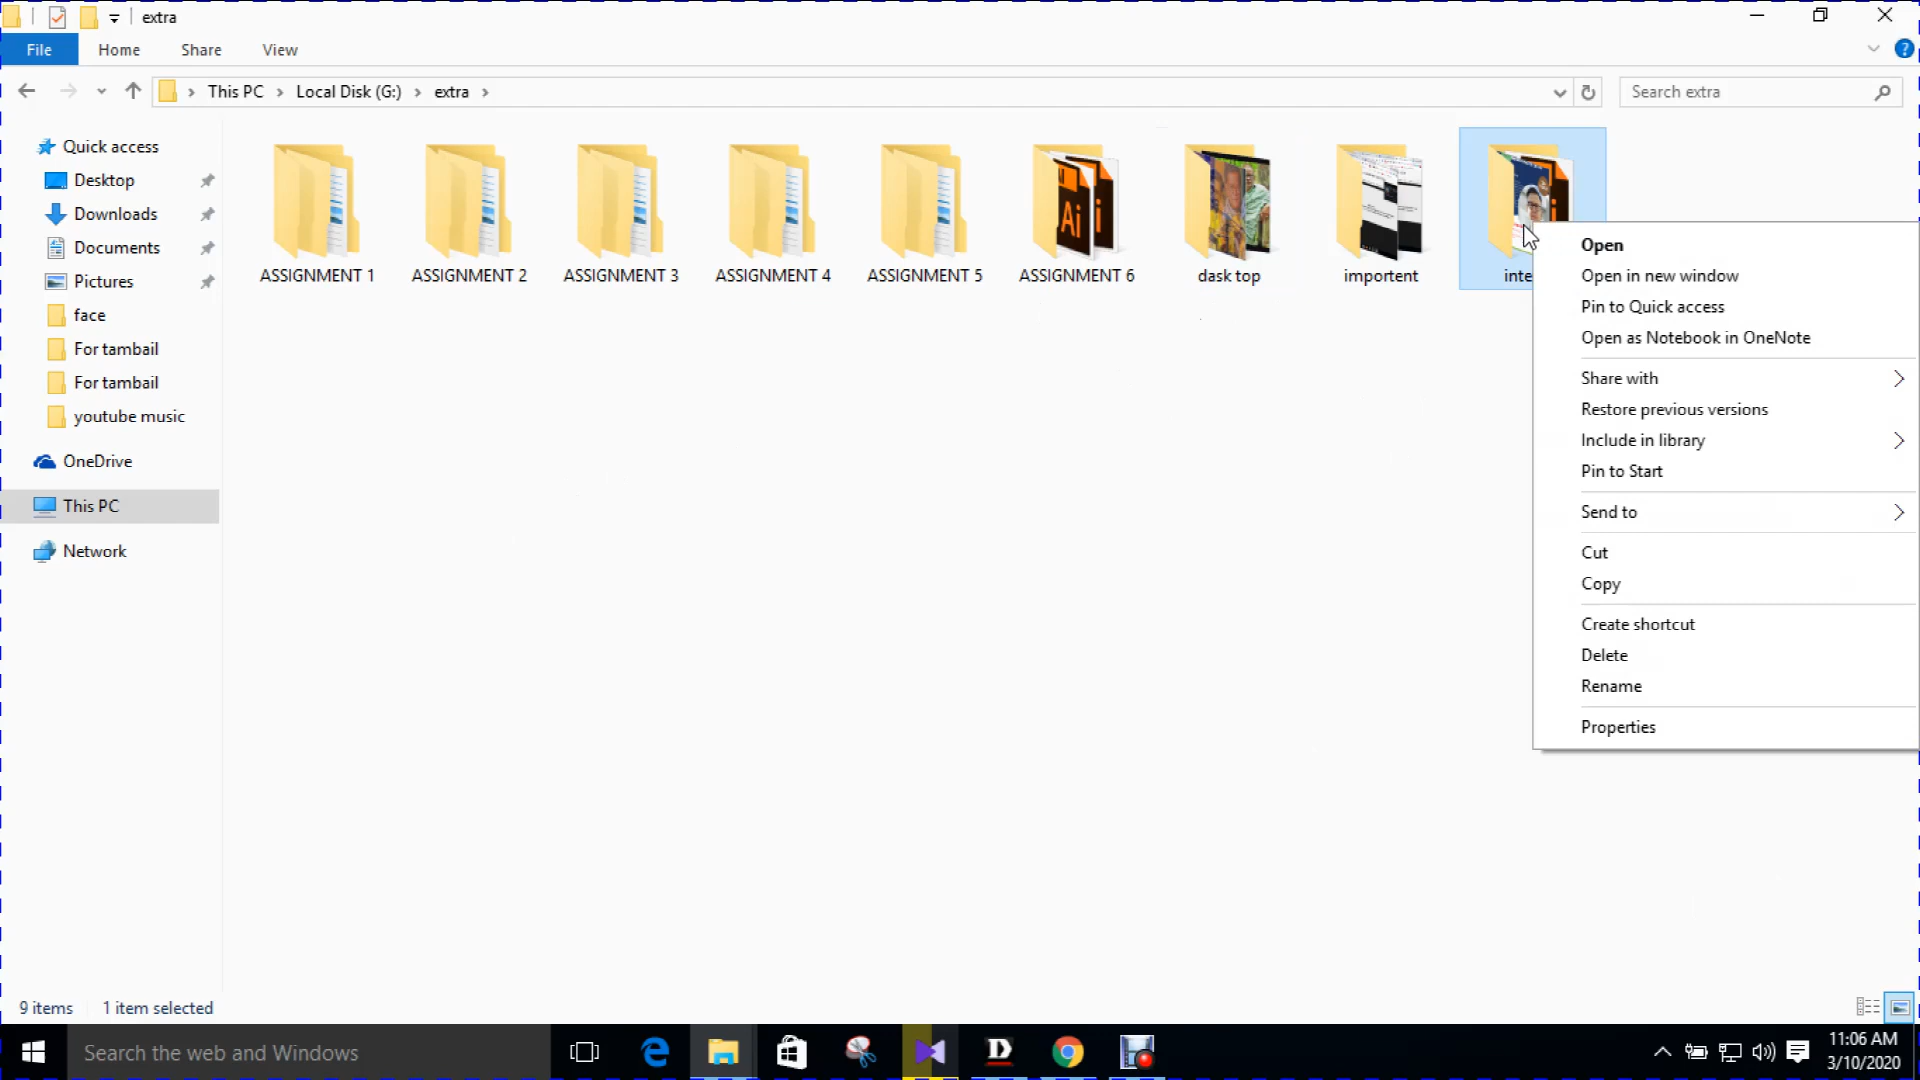 extra
File Home Share View
This PC Local Disk (G:) extra
Search extra
Quick access
Desktop
Downloads
Documents
Pictures
face
For tambail
For tambail
youtube music
OneDrive
This PC
Network
ASSIGNMENT 1 ASSIGNMENT 2 ASSIGNMENT 3 ASSIGNMENT 4 ASSIGNMENT 5 ASSIGNMENT 6 dask top importent inte
Ai
Open
Open in new window
Pin to Quick access
Open as Notebook in OneNote
Share with
Restore previous versions
Include in library
Pin to Start
Send to
Cut
Copy
Create shortcut
Delete
Rename
Properties
9 items 1 item selected
Search the web and Windows
11:06 AM
3/10/2020